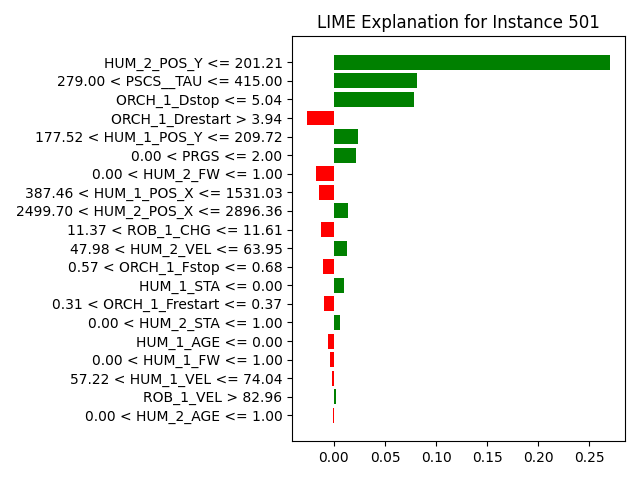 LIME Explanation for Instance 501
HUM_2_POS_Y <= 201.21
279.00 < PSCS__TAU <= 415.00
ORCH_1_Dstop <= 5.04
ORCH_1_Drestart > 3.94
177.52 < HUM_1_POS_Y <= 209.72
0.00 < PRGS <= 2.00
0.00 < HUM_2_FW <= 1.00
387.46 < HUM_1_POS_X <= 1531.03
2499.70 < HUM_2_POS_X <= 2896.36
11.37 < ROB_1_CHG <= 11.61
47.98 < HUM_2_VEL <= 63.95
0.57 < ORCH_1_Fstop <= 0.68
HUM_1_STA <= 0.00
0.31 < ORCH_1_Frestart <= 0.37
0.00 < HUM_2_STA <= 1.00
HUM_1_AGE <= 0.00
0.00 < HUM_1_FW <= 1.00
57.22 < HUM_1_VEL <= 74.04
ROB_1_VEL > 82.96
0.00 < HUM_2_AGE <= 1.00
0.00 0.05 0.10 0.15 0.20 0.25